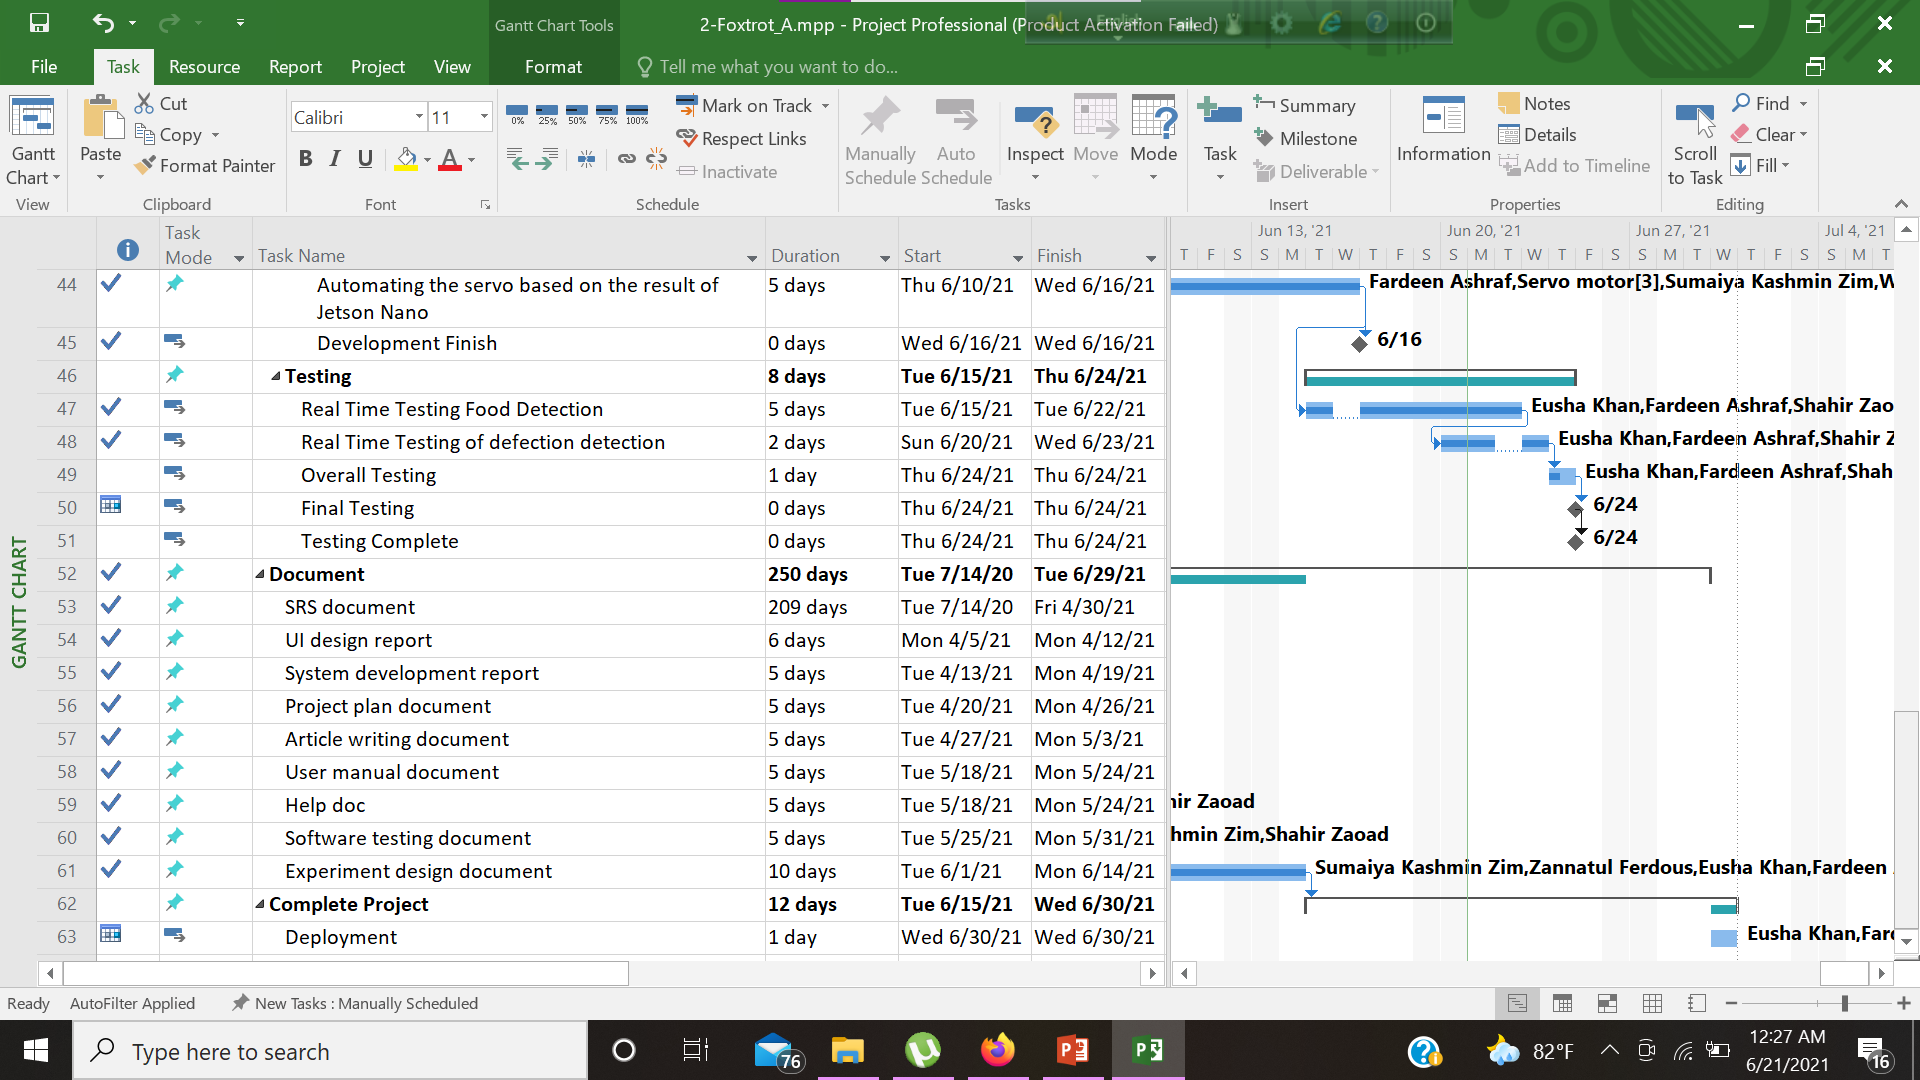 Gantt Chart Tools
2-Foxtrot_A.mpp - Project Professional (Product Activation Failed)
File Task Resource Report Project View Format Tell me what you want to do...
Gantt Chart
View
Paste
Cut
Copy
Format Painter
Clipboard
Calibri 11
B I U A
Font
0% 25% 50% 75% 100%
Mark on Track
Respect Links
Inactivate
Schedule
Manually Schedule
Auto Schedule
Inspect
Move
Mode
Tasks
Task
Summary
Milestone
Deliverable
Insert
Information
Notes
Details
Add to Timeline
Properties
Scroll to Task
Find
Clear
Fill
Editing
GANTT CHART
Task Mode Task Name Duration Start Finish
Jun 13, '21 Jun 20, '21 Jun 27, '21 Jul 4, '21
T F S S M T W T F S S M T W T F S S M T W T F S S M T
44 Automating the servo based on the result of Jetson Nano 5 days Thu 6/10/21 Wed 6/16/21 Fardeen Ashraf,Servo motor[3],Sumaiya Kashmin Zim,W
45 Development Finish 0 days Wed 6/16/21 Wed 6/16/21 6/16
46 Testing 8 days Tue 6/15/21 Thu 6/24/21
47 Real Time Testing Food Detection 5 days Tue 6/15/21 Tue 6/22/21 Eusha Khan,Fardeen Ashraf,Shahir Zao
48 Real Time Testing of defection detection 2 days Sun 6/20/21 Wed 6/23/21 Eusha Khan,Fardeen Ashraf,Shahir Z
49 Overall Testing 1 day Thu 6/24/21 Thu 6/24/21 Eusha Khan,Fardeen Ashraf,Shah
50 Final Testing 0 days Thu 6/24/21 Thu 6/24/21 6/24
51 Testing Complete 0 days Thu 6/24/21 Thu 6/24/21 6/24
52 Document 250 days Tue 7/14/20 Tue 6/29/21
53 SRS document 209 days Tue 7/14/20 Fri 4/30/21
54 UI design report 6 days Mon 4/5/21 Mon 4/12/21
55 System development report 5 days Tue 4/13/21 Mon 4/19/21
56 Project plan document 5 days Tue 4/20/21 Mon 4/26/21
57 Article writing document 5 days Tue 4/27/21 Mon 5/3/21
58 User manual document 5 days Tue 5/18/21 Mon 5/24/21
59 Help doc 5 days Tue 5/18/21 Mon 5/24/21 hir Zaoad
60 Software testing document 5 days Tue 5/25/21 Mon 5/31/21 hmin Zim,Shahir Zaoad
61 Experiment design document 10 days Tue 6/1/21 Mon 6/14/21 Sumaiya Kashmin Zim,Zannatul Ferdous,Eusha Khan,Fardeen
62 Complete Project 12 days Tue 6/15/21 Wed 6/30/21
63 Deployment 1 day Wed 6/30/21 Wed 6/30/21 Eusha Khan,Far
Ready AutoFilter Applied New Tasks : Manually Scheduled
Type here to search
76
82°F
12:27 AM
6/21/2021
16